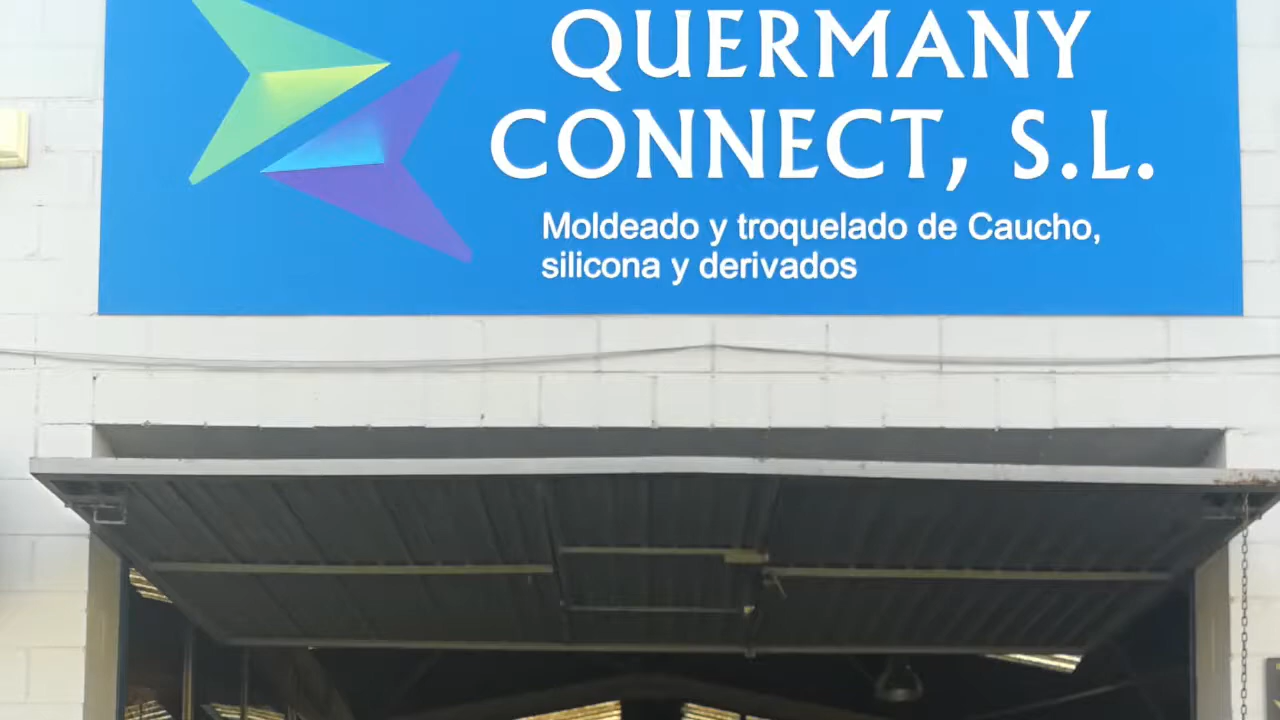 QUERMANY
CONNECT, S.L.
Moldeado y troquelado de Caucho,
silicona y derivados